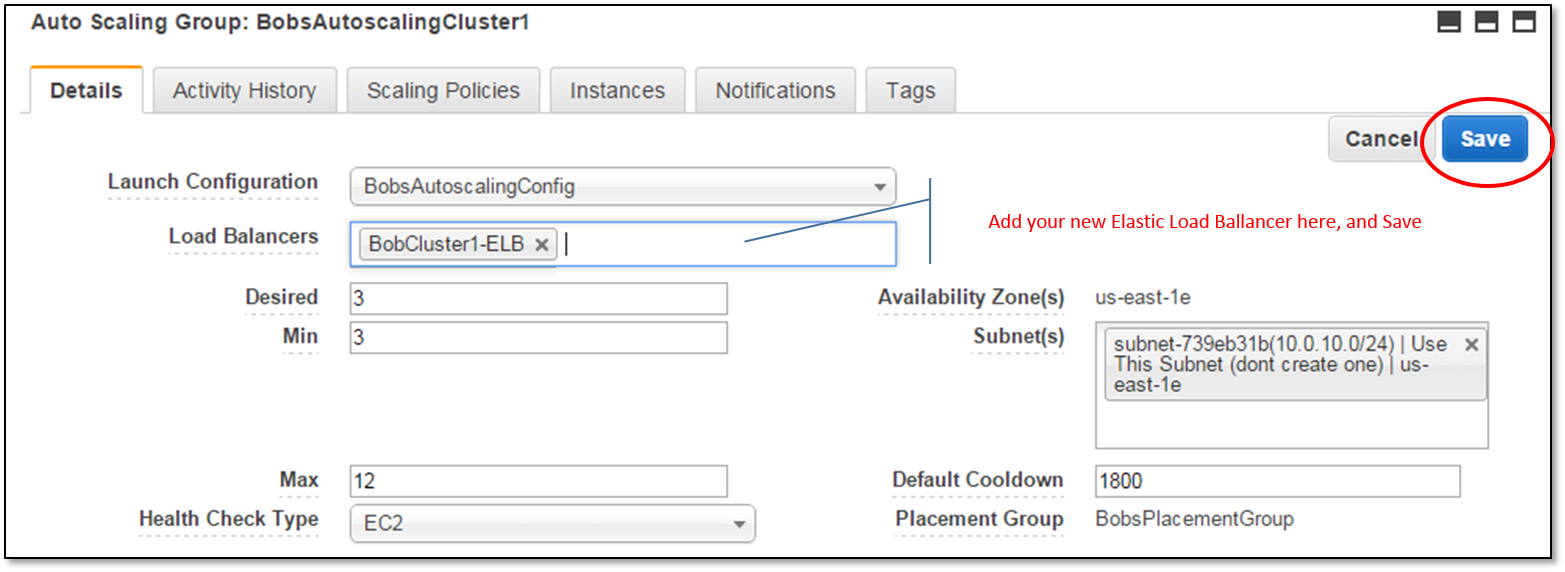 Auto Scaling Group: BobsAutoscalingCluster1
Details
Activity History
Scaling Policies
Instances
Notifications
Tags
Cancel
Save
Launch Configuration
BobsAutoscalingConfig
Load Balancers
BobCluster1-ELB
Add your new Elastic Load Ballancer here, and Save
Desired
3
Availability Zone(s)
us-east-1e
Min
3
Subnet(s)
subnet-739eb31b(10.0.10.0/24) | Use
This Subnet (dont create one) | us-
east-1e
Max
12
Default Cooldown
1800
Health Check Type
EC2
Placement Group
BobsPlacementGroup